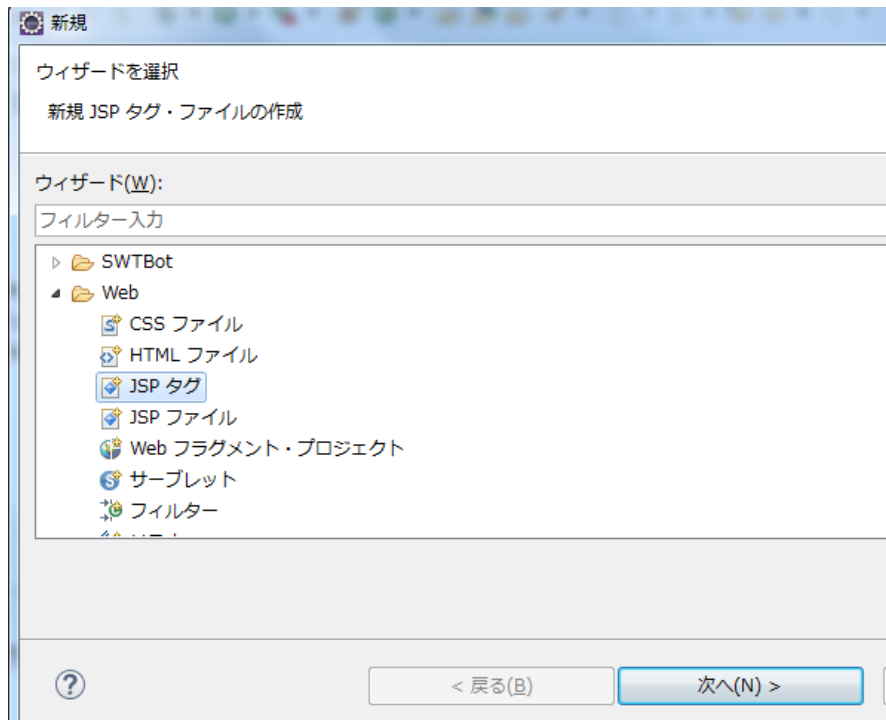 新規
ウィザードを選択
新規 JSP タグ・ファイルの作成
ウィザード(W):
フィルター入力
SWTBot
Web
CSS ファイル
HTML ファイル
JSP タグ
JSP ファイル
Web フラグメント・プロジェクト
サーブレット
フィルター
< 戻る(B)
次へ(N) >